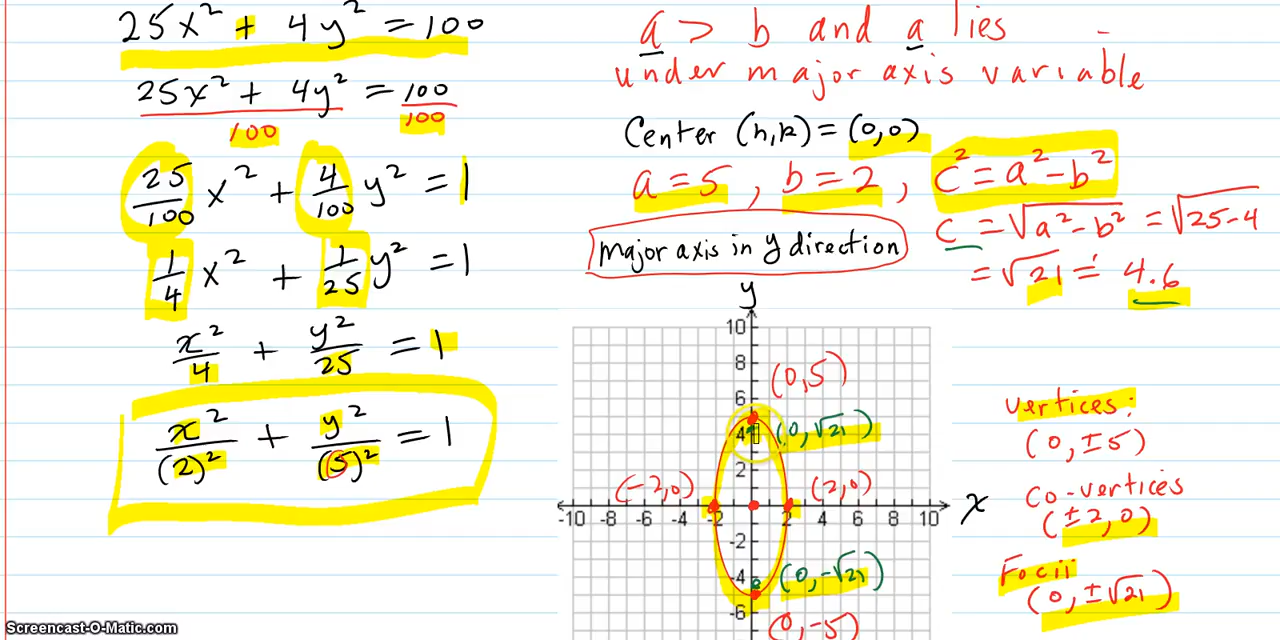 25x² + 4y² = 100
25x² + 4y² = 100
100 100
25/100 x² + 4/100 y² = 1
1/4 x² + 1/25 y² = 1
x²/4 + y²/25 = 1
x²/(2)² + y²/(5)² = 1
a > b and a lies
under major axis variable
Center (h,k) = (0,0)
a = 5 , b = 2 , c² = a² - b²
c = √a² - b² = √25 - 4
= √21 ≐ 4.6
major axis in y direction
y
10
8
6
4
2
-10 -8 -6 -4 -2 2 4 6 8 10
x
-2
-4
-6
(0,5)
(0,√21)
(-2,0) (2,0)
(0,-√21)
(0,-5)
Vertices:
(0,±5)
Co-vertices
(±2,0)
Focii
(0,±√21)
Screencast-O-Matic.com